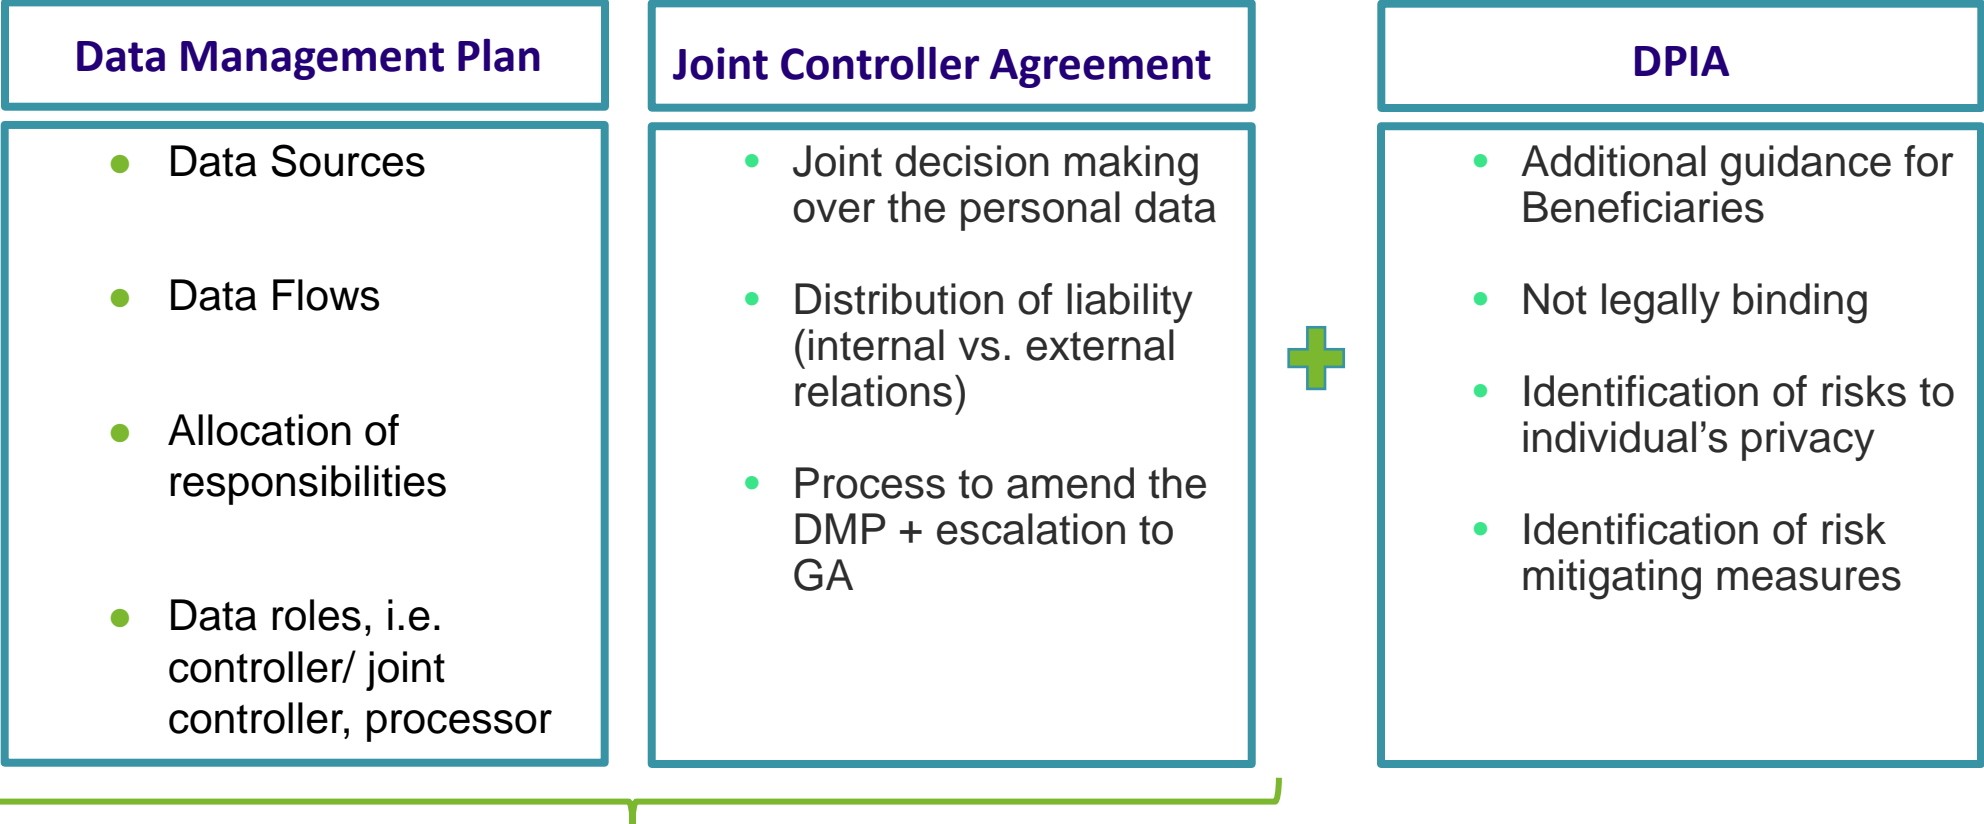 Data Management Plan
● Data Sources
● Data Flows
● Allocation of
responsibilities
● Data roles, i.e.
controller/ joint
controller, processor
Joint Controller Agreement
• Joint decision making
over the personal data
• Distribution of liability
(internal vs. external
relations)
• Process to amend the
DMP + escalation to
GA
DPIA
• Additional guidance for
Beneficiaries
• Not legally binding
• Identification of risks to
individual’s privacy
• Identification of risk
mitigating measures